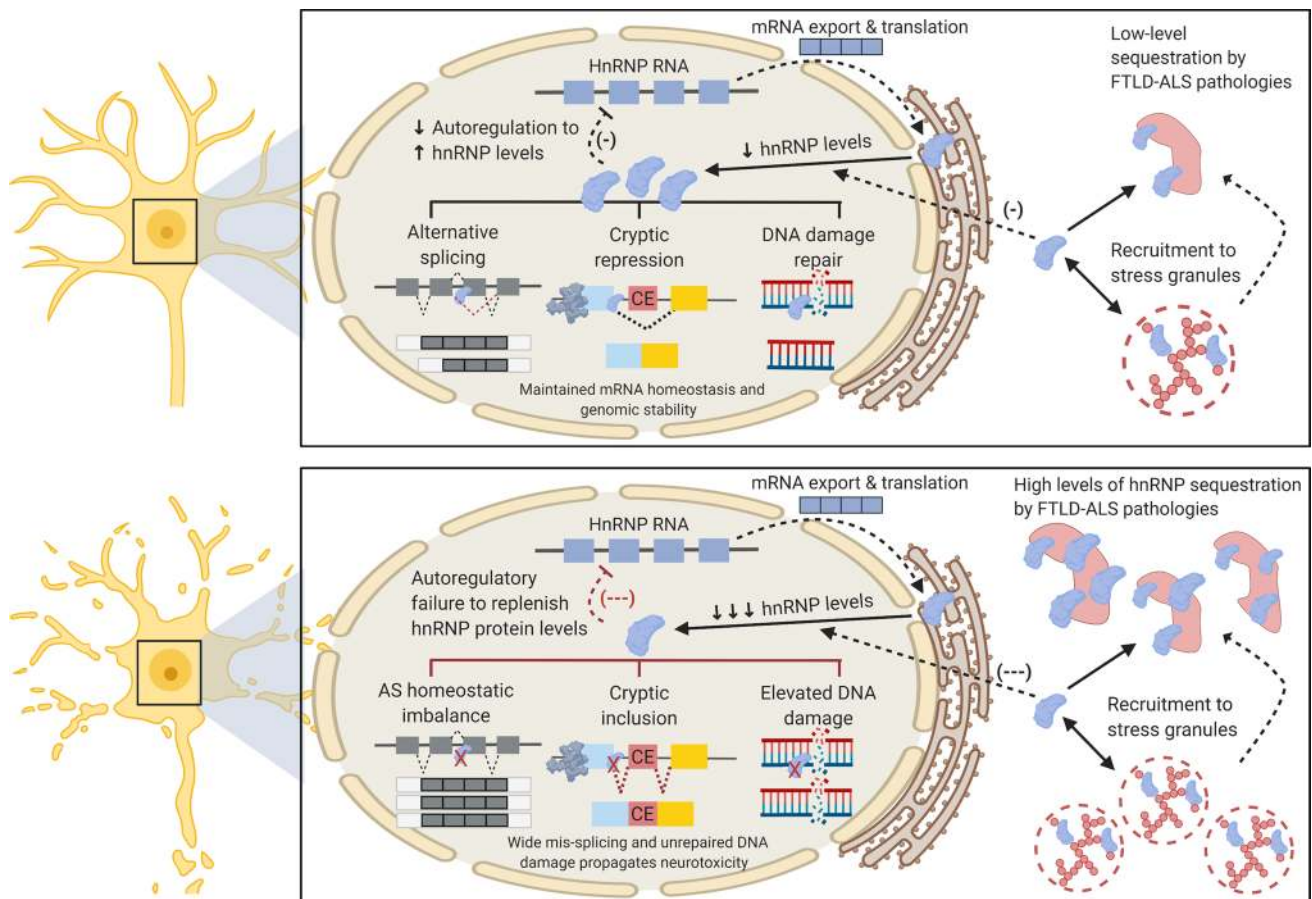 mRNA export & translation
HnRNP RNA
↓ Autoregulation to
↑ hnRNP levels
(-)
↓ hnRNP levels
Low-level
sequestration by
FTLD-ALS pathologies
(-)
Recruitment to
stress granules
Alternative
splicing
Cryptic
repression
DNA damage
repair
CE
Maintained mRNA homeostasis and
genomic stability
mRNA export & translation
HnRNP RNA
Autoregulatory
failure to replenish
hnRNP protein levels
(---)
↓↓↓ hnRNP levels
High levels of hnRNP sequestration
by FTLD-ALS pathologies
(---)
Recruitment to
stress granules
AS homeostatic
imbalance
Cryptic
inclusion
Elevated DNA
damage
CE
CE
Wide mis-splicing and unrepaired DNA
damage propagates neurotoxicity